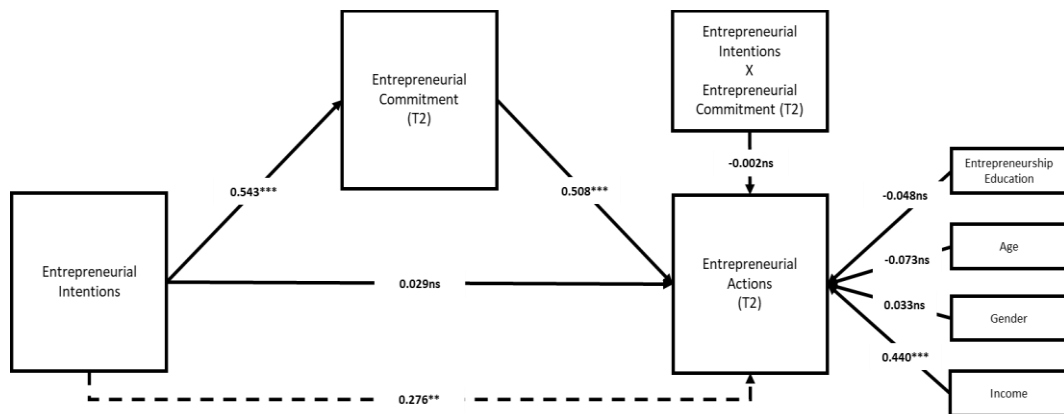 Entrepreneurial
Commitment
(T2)
Entrepreneurial
Intentions
X
Entrepreneurial
Commitment (T2)
-0.002ns
0.543***
0.508***
Entrepreneurial
Intentions
0.029ns
Entrepreneurial
Actions
(T2)
0.276**
Entrepreneurship
Education
-0.048ns
Age
-0.073ns
Gender
0.033ns
Income
0.440***